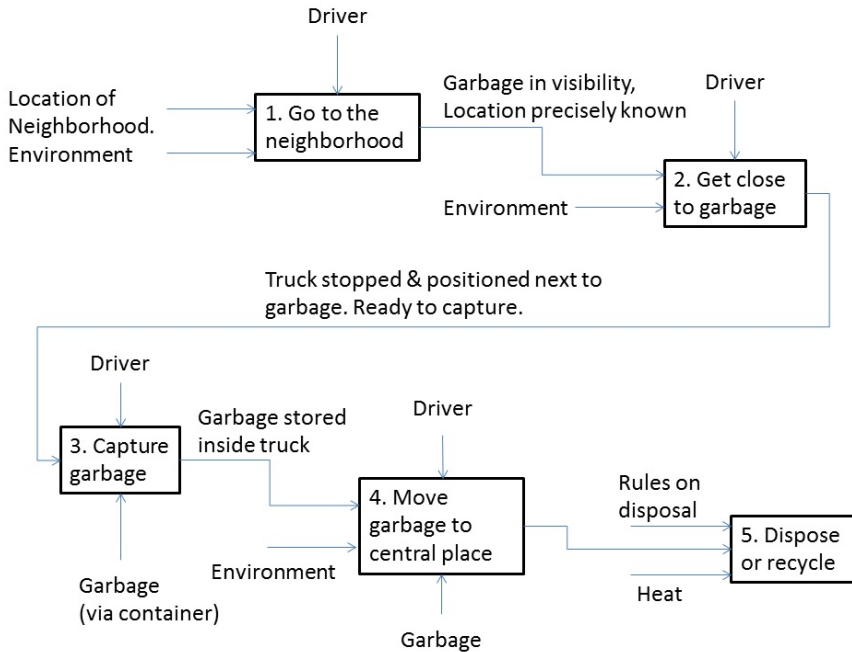 Driver
Location of
Neighborhood.
Environment
1. Go to the
neighborhood
Garbage in visibility,
Location precisely known
Driver
Environment
2. Get close
to garbage
Truck stopped & positioned next to
garbage. Ready to capture.
Driver
3. Capture
garbage
Garbage
(via container)
Garbage stored
inside truck
Driver
4. Move
garbage to
central place
Environment
Garbage
Rules on
disposal
5. Dispose
or recycle
Heat